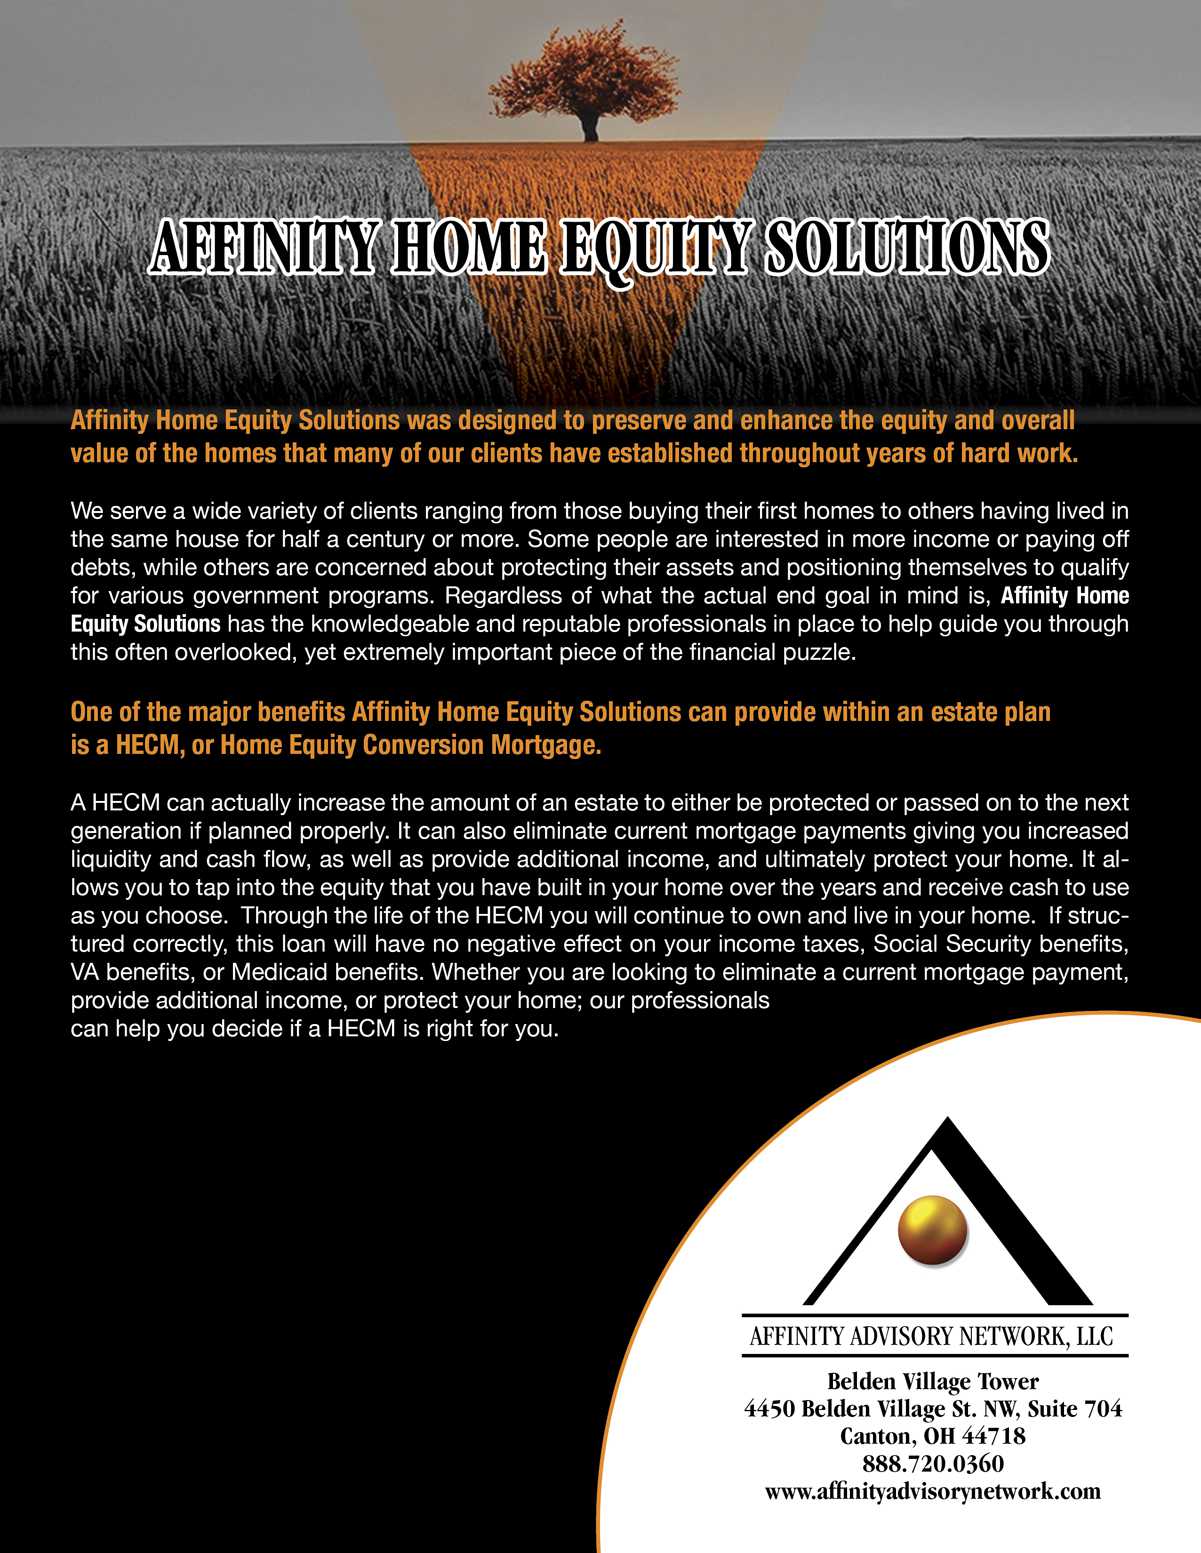 AFFINITY HOME EQUITY SOLUTIONS
Affinity Home Equity Solutions was designed to preserve and enhance the equity and overall
value of the homes that many of our clients have established throughout years of hard work.
We serve a wide variety of clients ranging from those buying their first homes to others having lived in
the same house for half a century or more. Some people are interested in more income or paying off
debts, while others are concerned about protecting their assets and positioning themselves to qualify
for various government programs. Regardless of what the actual end goal in mind is, Affinity Home
Equity Solutions has the knowledgeable and reputable professionals in place to help guide you through
this often overlooked, yet extremely important piece of the financial puzzle.
One of the major benefits Affinity Home Equity Solutions can provide within an estate plan
is a HECM, or Home Equity Conversion Mortgage.
A HECM can actually increase the amount of an estate to either be protected or passed on to the next
generation if planned properly. It can also eliminate current mortgage payments giving you increased
liquidity and cash flow, as well as provide additional income, and ultimately protect your home. It al-
lows you to tap into the equity that you have built in your home over the years and receive cash to use
as you choose.  Through the life of the HECM you will continue to own and live in your home.  If struc-
tured correctly, this loan will have no negative effect on your income taxes, Social Security benefits,
VA benefits, or Medicaid benefits. Whether you are looking to eliminate a current mortgage payment,
provide additional income, or protect your home; our professionals
can help you decide if a HECM is right for you.
AFFINITY ADVISORY NETWORK, LLC
Belden Village Tower
4450 Belden Village St. NW, Suite 704
Canton, OH 44718
888.720.0360
www.affinityadvisorynetwork.com